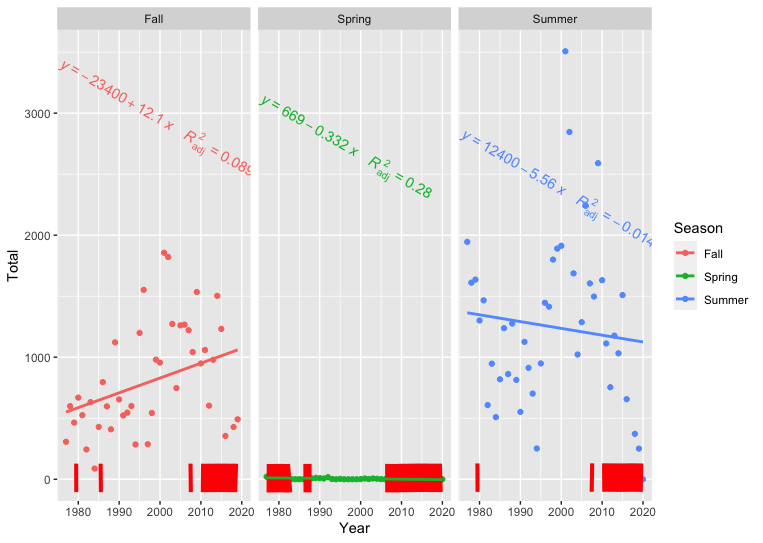 Fall Spring Summer
y = −23400 + 12.1 x R²adj = 0.089
y = 669 − 0.332 x R²adj = 0.28
y = 12400 − 5.56 x R²adj = −0.014
3000
2000
1000
0
Total
1980 1990 2000 2010 2020 1980 1990 2000 2010 2020 1980 1990 2000 2010 2020
Year
Season
Fall
Spring
Summer